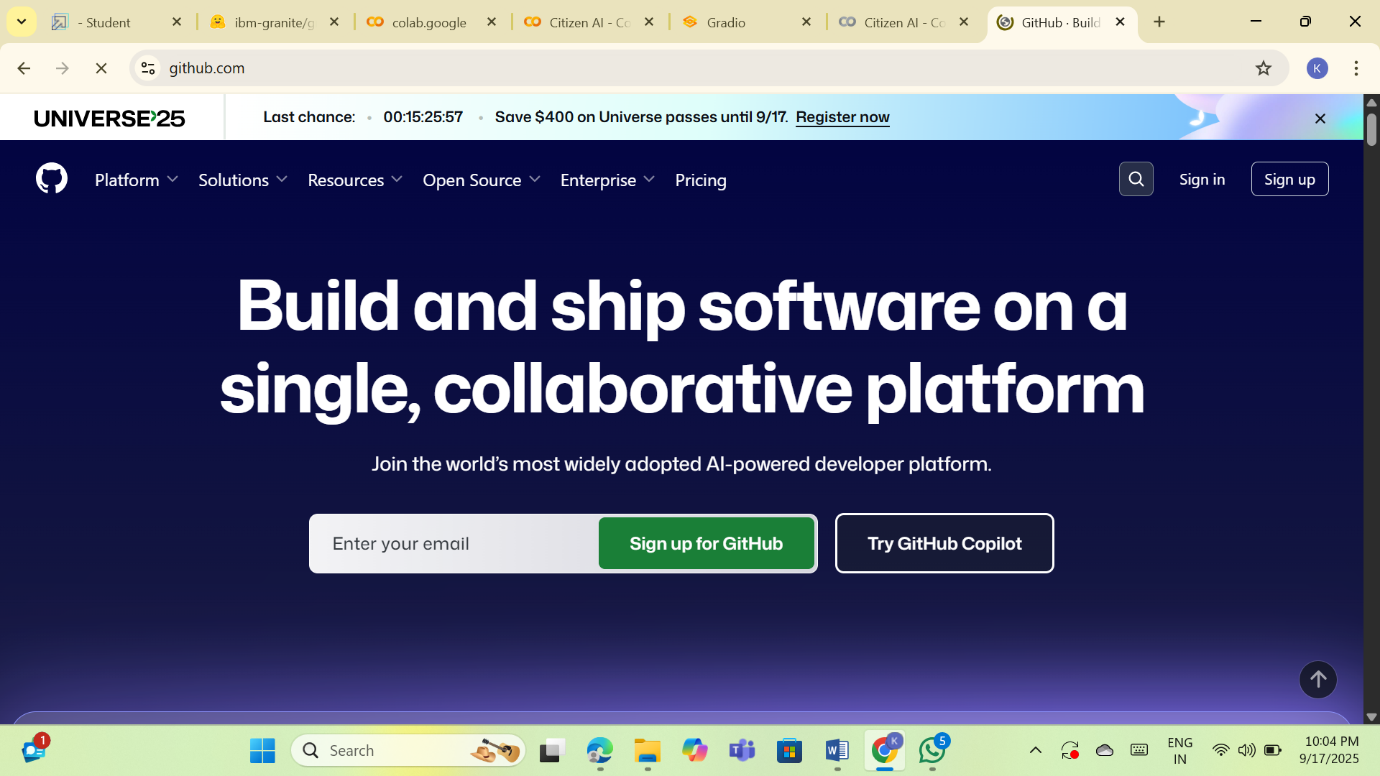 - Student
ibm-granite/g
colab.google
Citizen AI - Co
Gradio
Citizen AI - Co
GitHub · Build
github.com
K
UNIVERSE'25
Last chance: • 00:15:25:57 • Save $400 on Universe passes until 9/17. Register now
Platform Solutions Resources Open Source Enterprise Pricing
Sign in
Sign up
Build and ship software on a
single, collaborative platform
Join the world's most widely adopted AI-powered developer platform.
Enter your email
Sign up for GitHub
Try GitHub Copilot
1
Search
K
5
ENG
IN
10:04 PM
9/17/2025